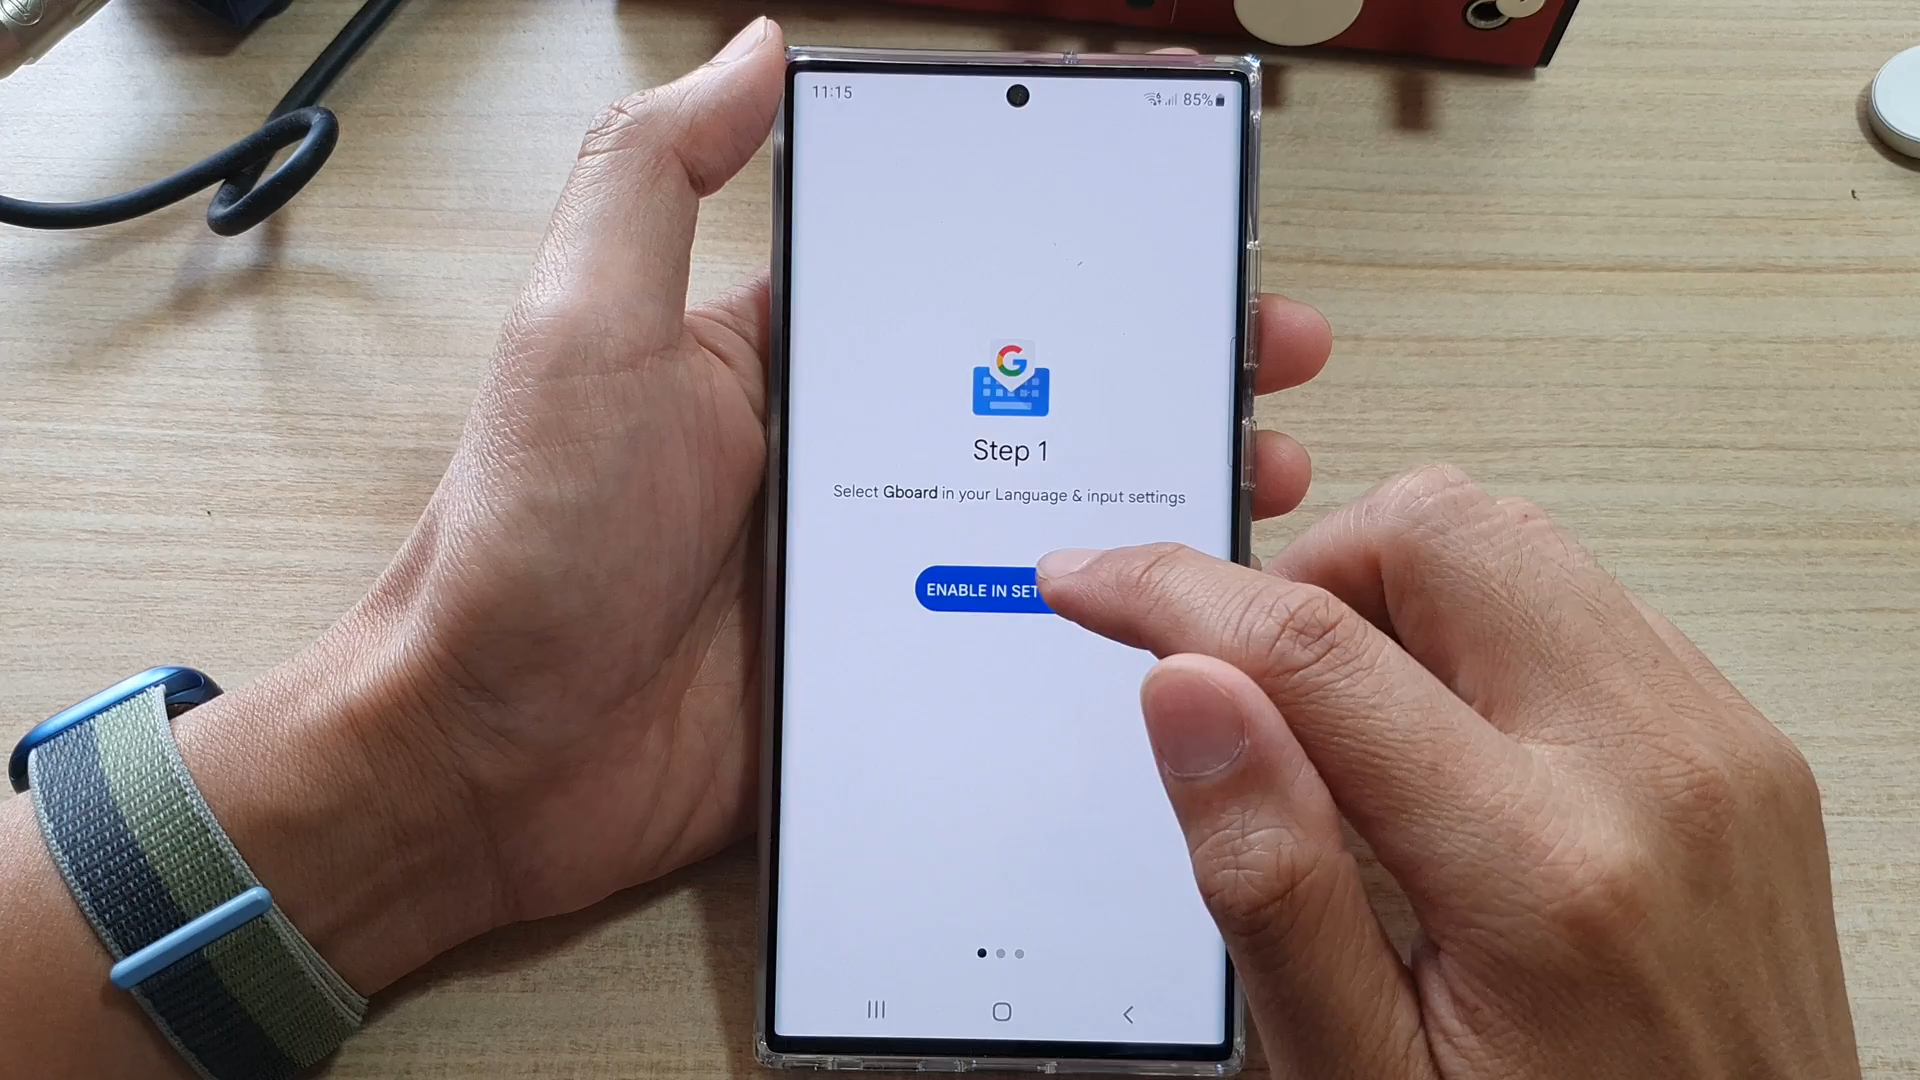 11:15
85%
G
Step 1
Select Gboard in your Language & input settings
ENABLE IN SET